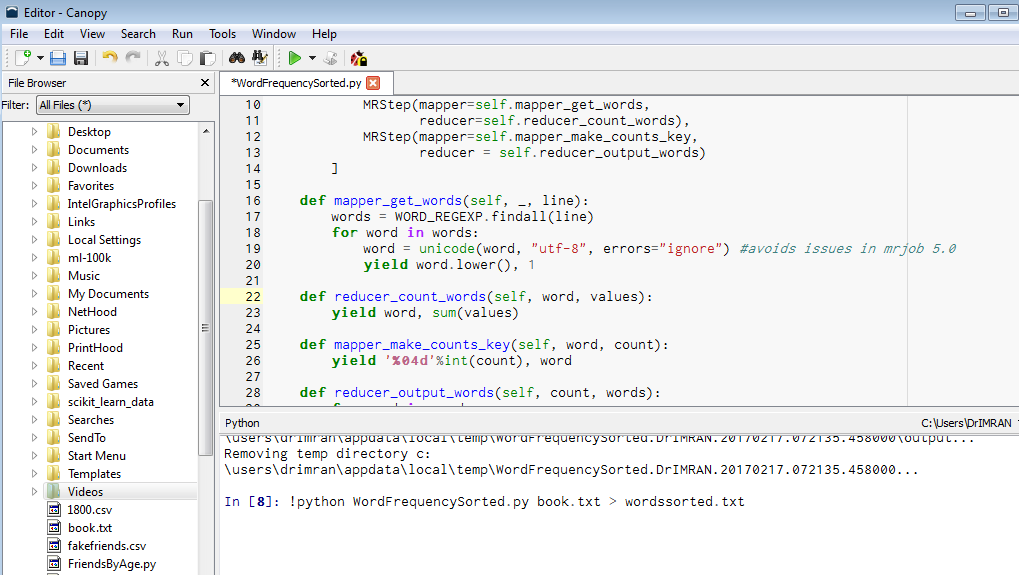 Editor - Canopy
File Edit View Search Run Tools Window Help
File Browser
Filter: All Files (*)
Desktop
Documents
Downloads
Favorites
IntelGraphicsProfiles
Links
Local Settings
ml-100k
Music
My Documents
NetHood
Pictures
PrintHood
Recent
Saved Games
scikit_learn_data
Searches
SendTo
Start Menu
Templates
Videos
1800.csv
book.txt
fakefriends.csv
FriendsByAge.py
*WordFrequencySorted.py
10 MRStep(mapper=self.mapper_get_words,
11 reducer=self.reducer_count_words),
12 MRStep(mapper=self.mapper_make_counts_key,
13 reducer = self.reducer_output_words)
14 ]
15
16 def mapper_get_words(self, _, line):
17 words = WORD_REGEXP.findall(line)
18 for word in words:
19 word = unicode(word, "utf-8", errors="ignore") #avoids issues in mrjob 5.0
20 yield word.lower(), 1
21
22 def reducer_count_words(self, word, values):
23 yield word, sum(values)
24
25 def mapper_make_counts_key(self, word, count):
26 yield '%04d'%int(count), word
27
28 def reducer_output_words(self, count, words):
Python C:\Users\DrIMRAN
\users\drimran\appdata\local\temp\WordFrequencySorted.DrIMRAN.20170217.072135.458000\output...
Removing temp directory c:
\users\drimran\appdata\local\temp\WordFrequencySorted.DrIMRAN.20170217.072135.458000...
In [8]: !python WordFrequencySorted.py book.txt > wordssorted.txt